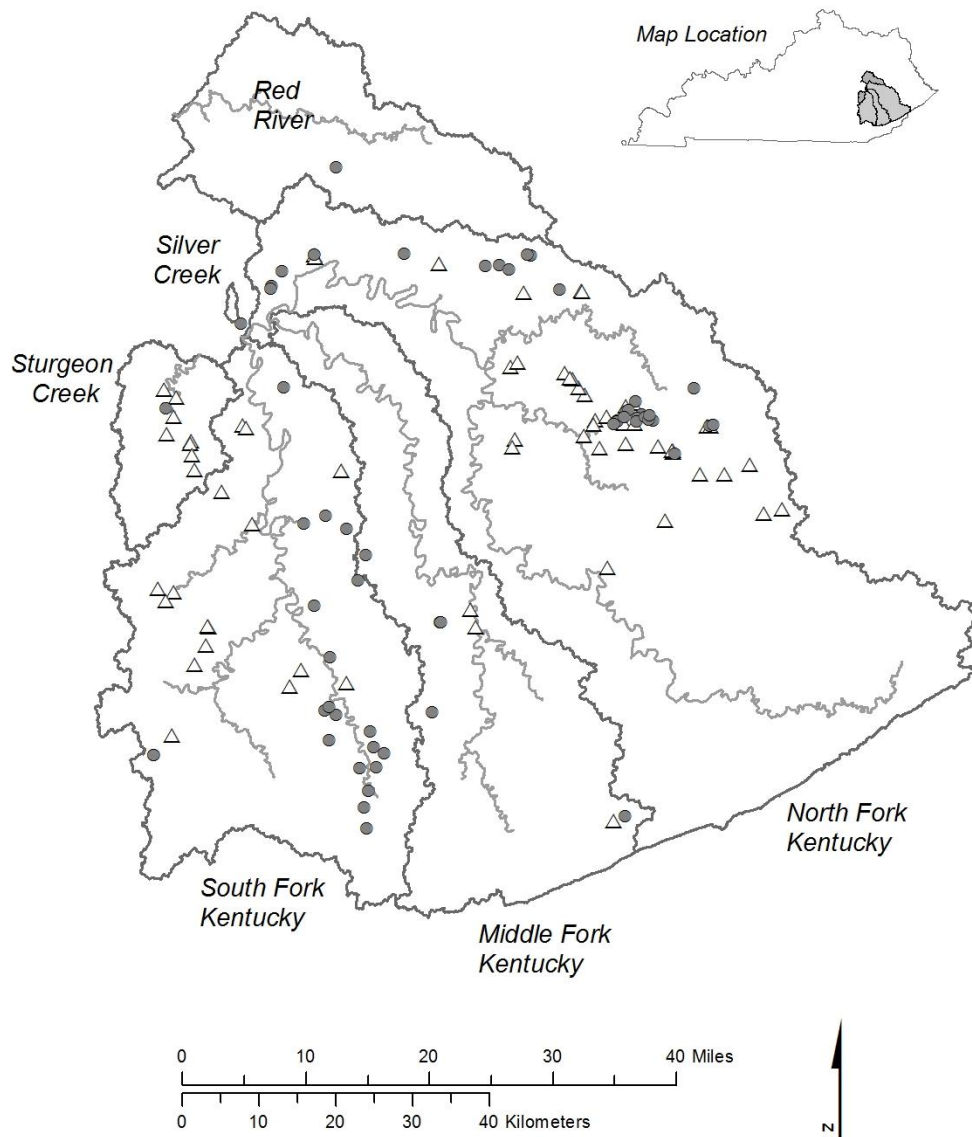 Map Location
Red
River
Silver
Creek
Sturgeon
Creek
North Fork
Kentucky
South Fork
Kentucky
Middle Fork
Kentucky
0 10 20 30 40 Miles
0 10 20 30 40 Kilometers
N